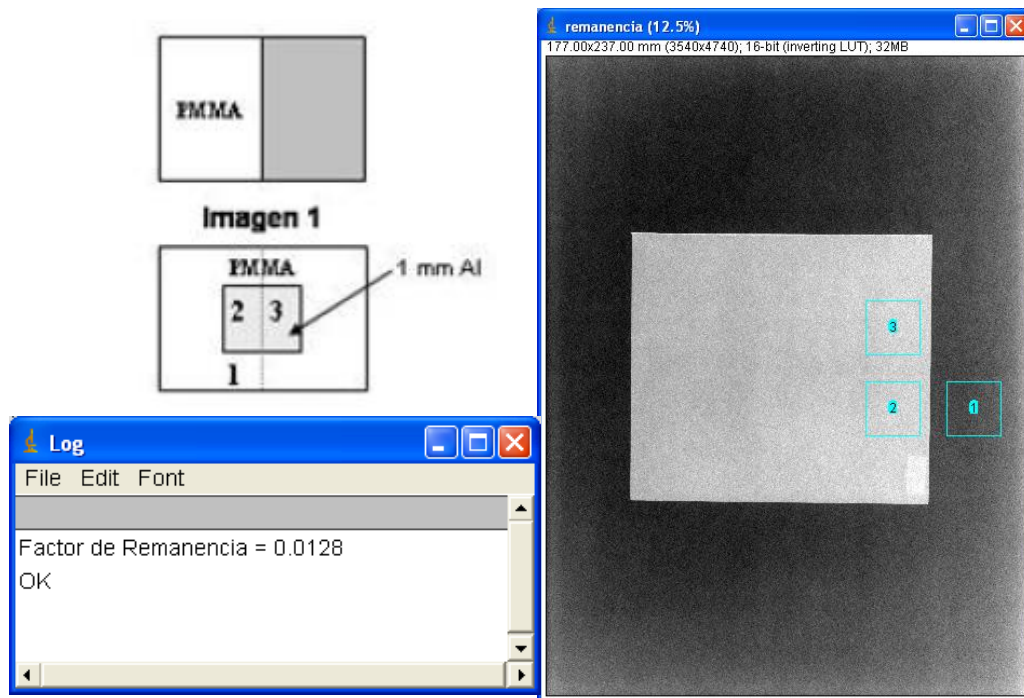 PMMA
Imagen 1
PMMA
1 mm Al
2 3
1
Log
File Edit Font
Factor de Remanencia = 0.0128
OK
remanencia (12.5%)
177.00x237.00 mm (3540x4740); 16-bit (inverting LUT); 32MB
3
2
1